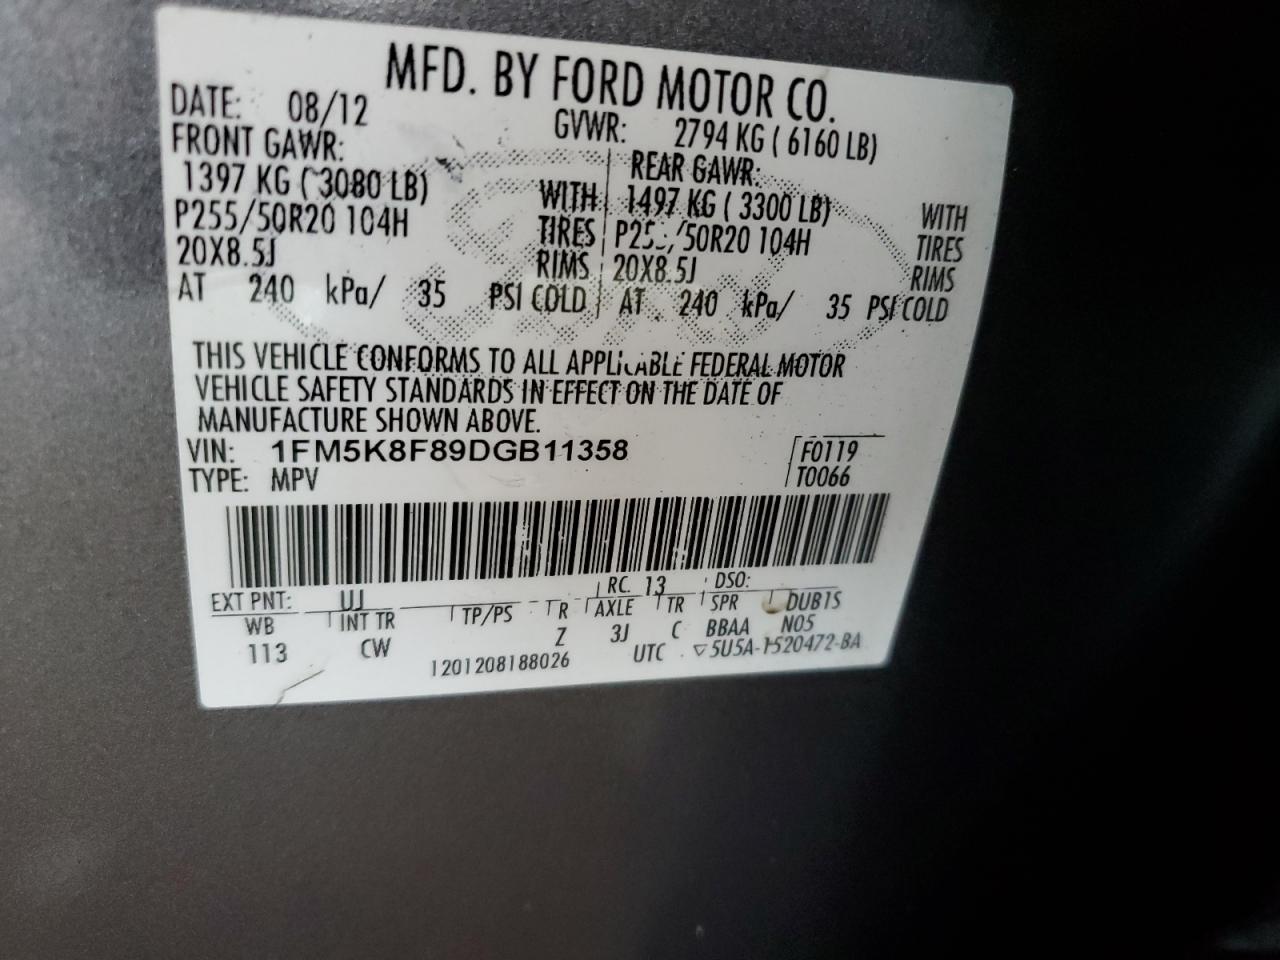 MFD. BY FORD MOTOR CO.
DATE: 08/12 GVWR: 2794 KG ( 6160 LB)
FRONT GAWR: REAR GAWR:
1397 KG ( 3080 LB) WITH 1497 KG ( 3300 LB) WITH
P255/50R20 104H TIRES /50R20 104H TIRES
20X8.5J RIMS 20X8.5J RIMS
AT 240 kPa/ 35 PSI COLD AT 240 kPa/ 35 PSI COLD
THIS VEHICLE CONFORMS TO ALL APPLICABLE FEDERAL MOTOR
VEHICLE SAFETY STANDARDS IN EFFECT ON THE DATE OF
MANUFACTURE SHOWN ABOVE.
VIN: 1FM5K8F89DGB11358 F0119
TYPE: MPV T0066
EXT PNT: UJ RC: 13 DSO:
WB INT TR TP/PS R AXLE TR SPR DUB1S
113 CW Z 3J C BBAA N05
1201208188026 UTC ▽5U5A-1520472-BA